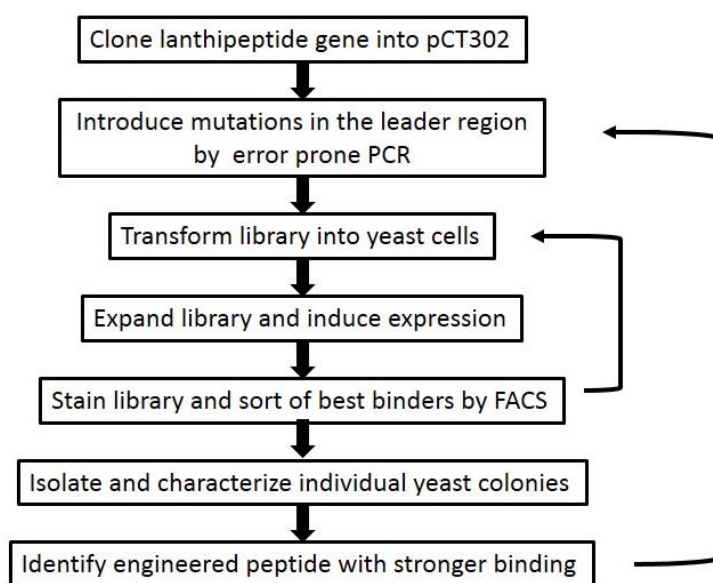 Clone lanthipeptide gene into pCT302
Introduce mutations in the leader region
by error prone PCR
Transform library into yeast cells
Expand library and induce expression
Stain library and sort of best binders by FACS
Isolate and characterize individual yeast colonies
Identify engineered peptide with stronger binding